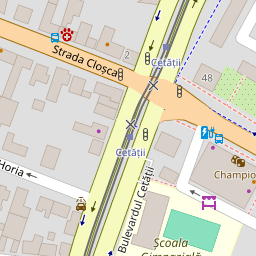 Strada Cloșca
2
Cetății
48
Cetății
Horia
Champio
Bulevardul Cetății
Școala
Gimnazială